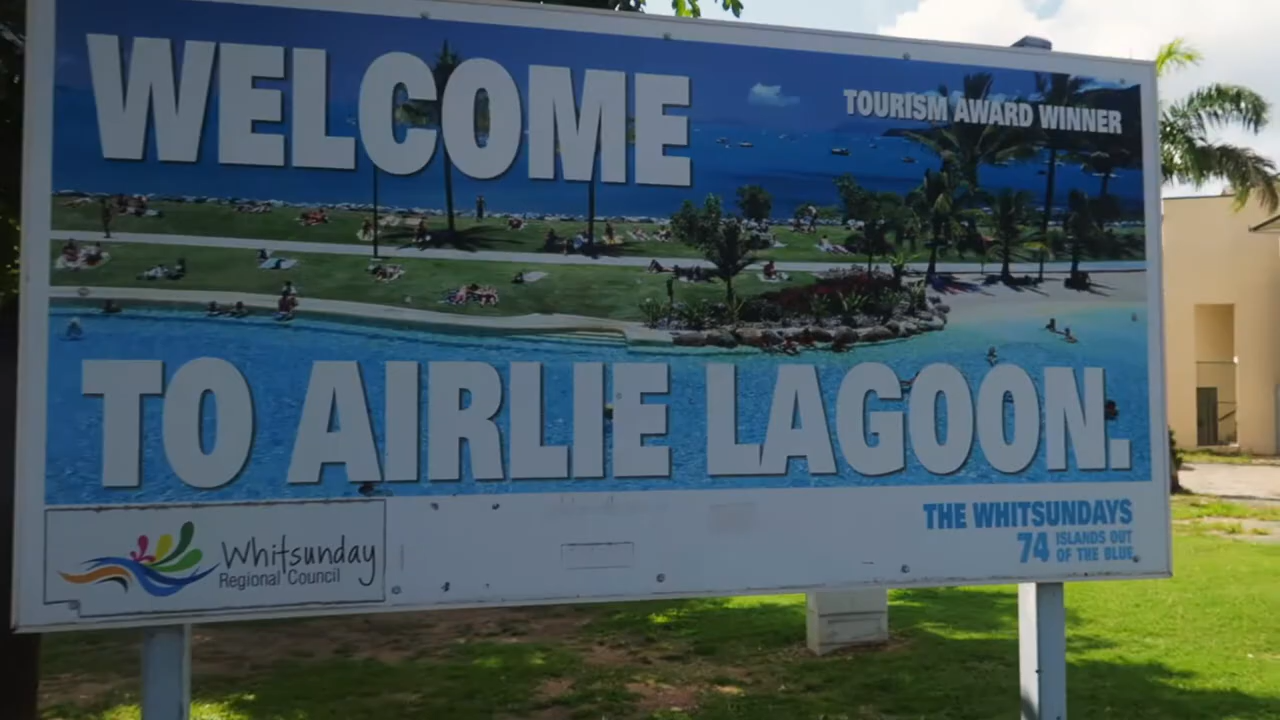 WELCOME
TOURISM AWARD WINNER
TO AIRLIE LAGOON.
Whitsunday
Regional Council
THE WHITSUNDAYS
74 ISLANDS OUT
OF THE BLUE